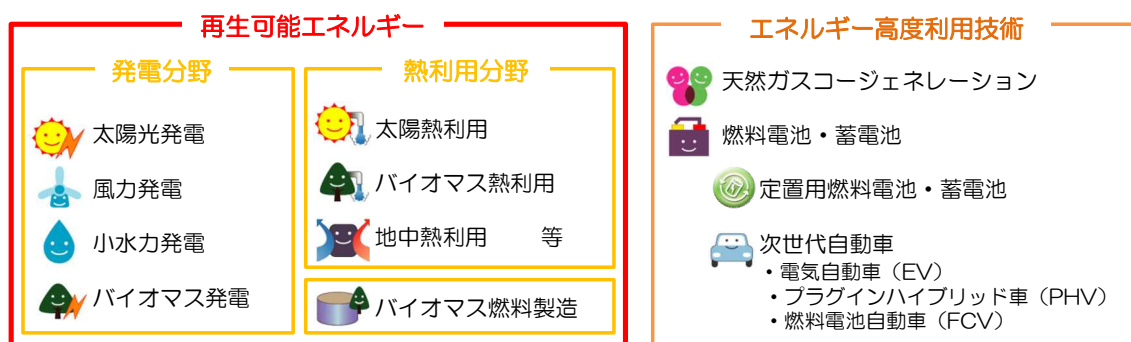 再生可能エネルギー
発電分野
太陽光発電
風力発電
小水力発電
バイオマス発電
熱利用分野
太陽熱利用
バイオマス熱利用
地中熱利用　　等
バイオマス燃料製造
エネルギー高度利用技術
天然ガスコージェネレーション
燃料電池・蓄電池
定置用燃料電池・蓄電池
次世代自動車
・電気自動車（EV）
・プラグインハイブリッド車（PHV）
・燃料電池自動車（FCV）